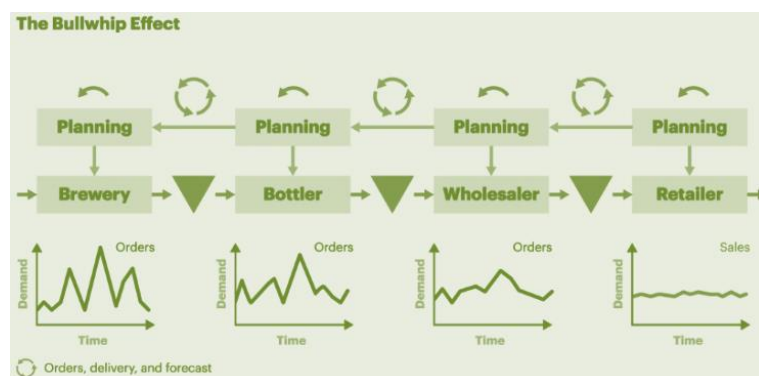 The Bullwhip Effect
Planning Planning Planning Planning
Brewery Bottler Wholesaler Retailer
Orders Orders Orders Sales
Demand Demand Demand Demand
Time Time Time Time
Orders, delivery, and forecast